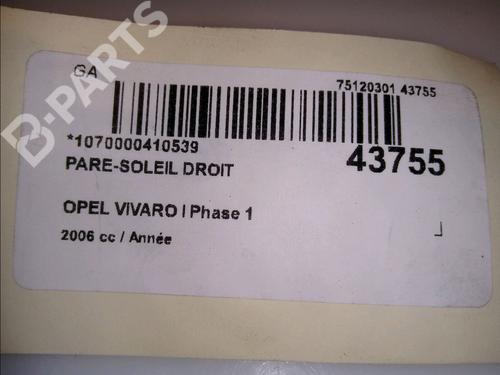 GA
75120301 43755
*1070000410539
43755
PARE-SOLEIL DROIT
OPEL VIVARO I Phase 1
2006 cc / Année
B-PARTS